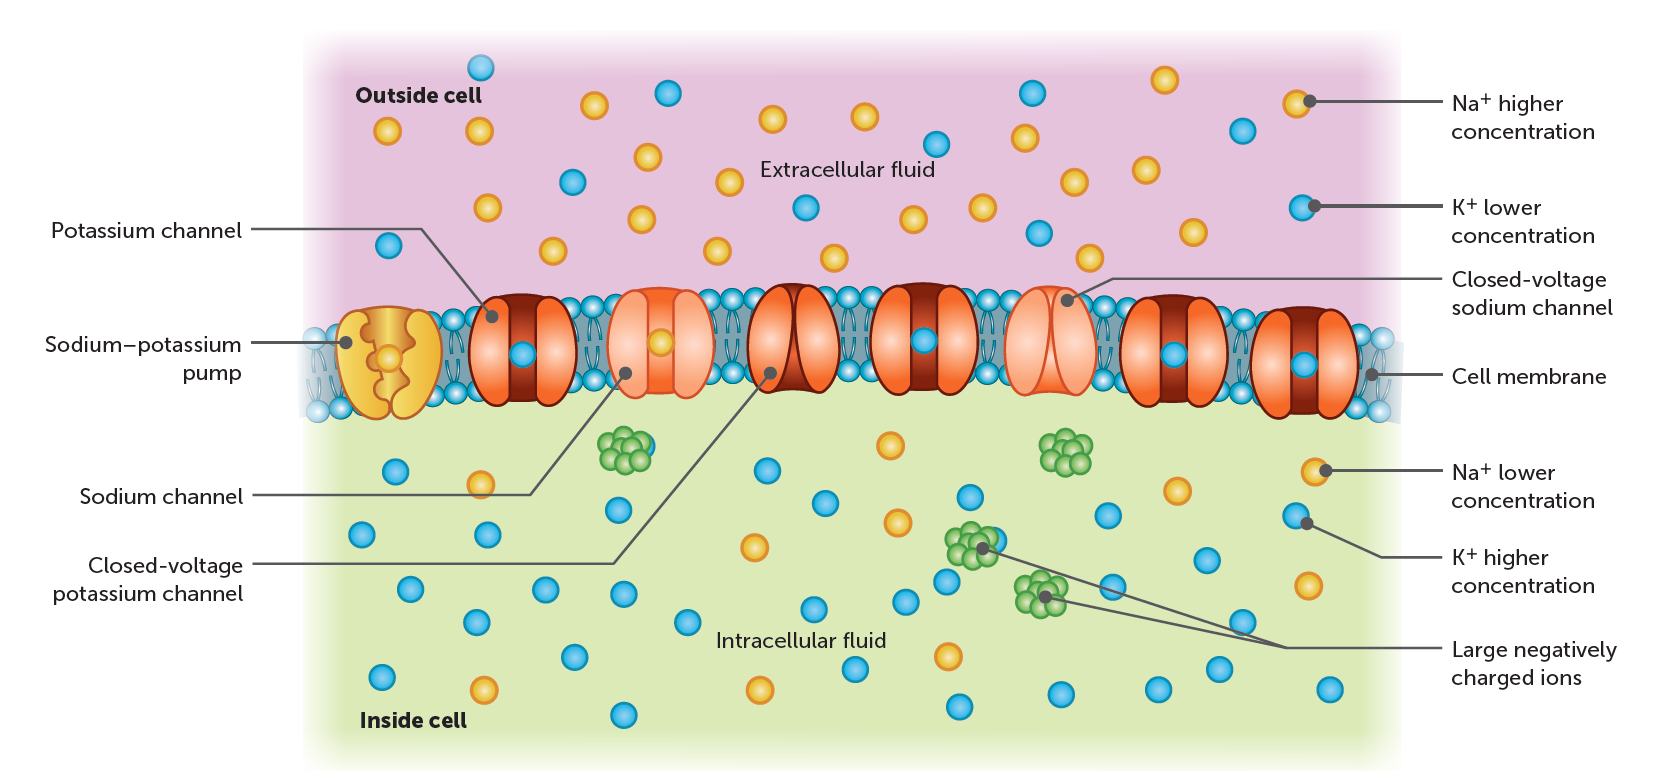 Outside cell
Extracellular fluid
Potassium channel
Sodium–potassium
pump
Sodium channel
Closed-voltage
potassium channel
Intracellular fluid
Inside cell
Na⁺ higher
concentration
K⁺ lower
concentration
Closed-voltage
sodium channel
Cell membrane
Na⁺ lower
concentration
K⁺ higher
concentration
Large negatively
charged ions